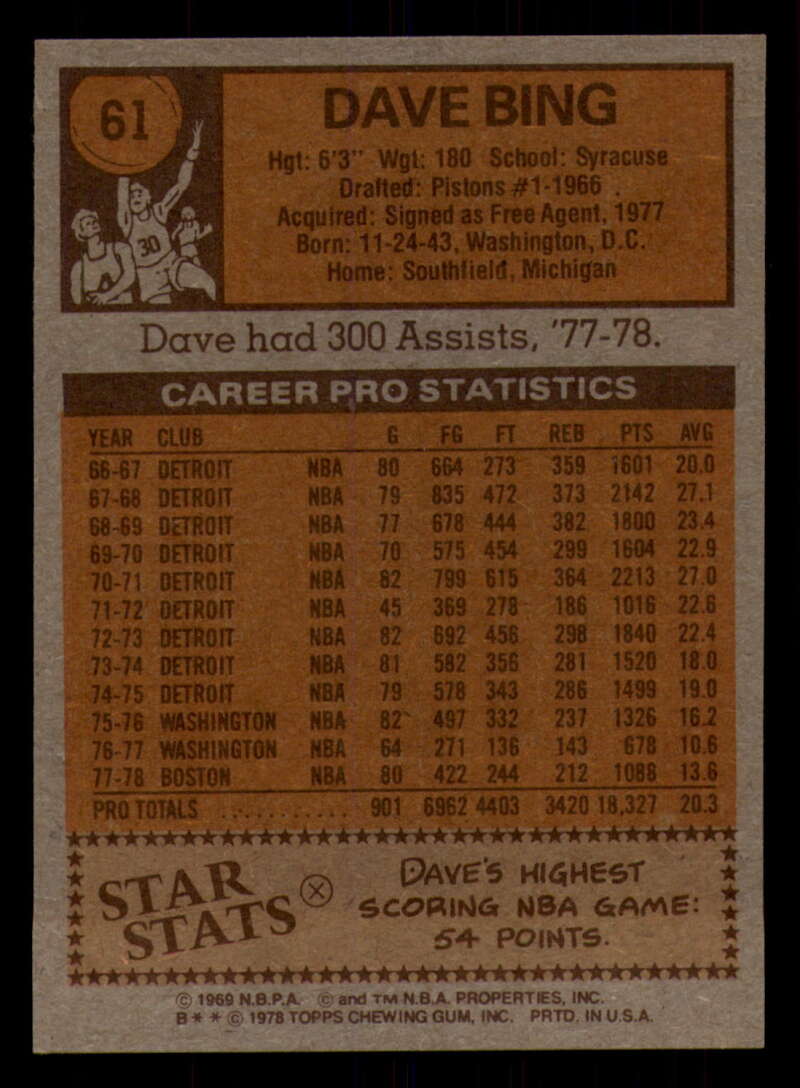 61
30
DAVE BING
Hgt: 6'3" Wgt: 180 School: Syracuse
Drafted: Pistons #1-1966
Acquired: Signed as Free Agent, 1977
Born: 11-24-43, Washington, D.C.
Home: Southfield, Michigan
Dave had 300 Assists, '77-78.
CAREER PRO STATISTICS
YEAR CLUB G FG FT REB PTS AVG
66-67 DETROIT NBA 80 664 273 359 1601 20.0
67-68 DETROIT NBA 79 835 472 373 2142 27.1
68-69 DETROIT NBA 77 678 444 382 1800 23.4
69-70 DETROIT NBA 70 575 454 299 1604 22.9
70-71 DETROIT NBA 82 799 615 364 2213 27.0
71-72 DETROIT NBA 45 369 278 186 1016 22.6
72-73 DETROIT NBA 82 692 456 298 1840 22.4
73-74 DETROIT NBA 81 582 356 281 1520 18.0
74-75 DETROIT NBA 79 578 343 286 1499 19.0
75-76 WASHINGTON NBA 82 497 332 237 1326 16.2
76-77 WASHINGTON NBA 64 271 136 143 678 10.6
77-78 BOSTON NBA 80 422 244 212 1088 13.6
PRO TOTALS ........... 901 6962 4403 3420 18,327 20.3
STAR STATS
DAVE'S HIGHEST
SCORING NBA GAME:
54 POINTS.
© 1969 N.B.P.A. © and TM N.B.A. PROPERTIES, INC.
B * * © 1978 TOPPS CHEWING GUM, INC. PRTD. IN U.S.A.